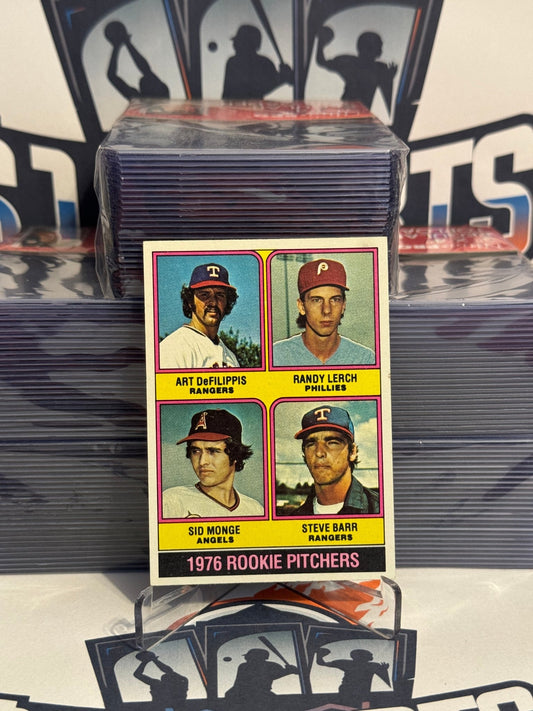 T
P
ART DeFILIPPIS
RANGERS
RANDY LERCH
PHILLIES
A
T
SID MONGE
ANGELS
STEVE BARR
RANGERS
1976 ROOKIE PITCHERS